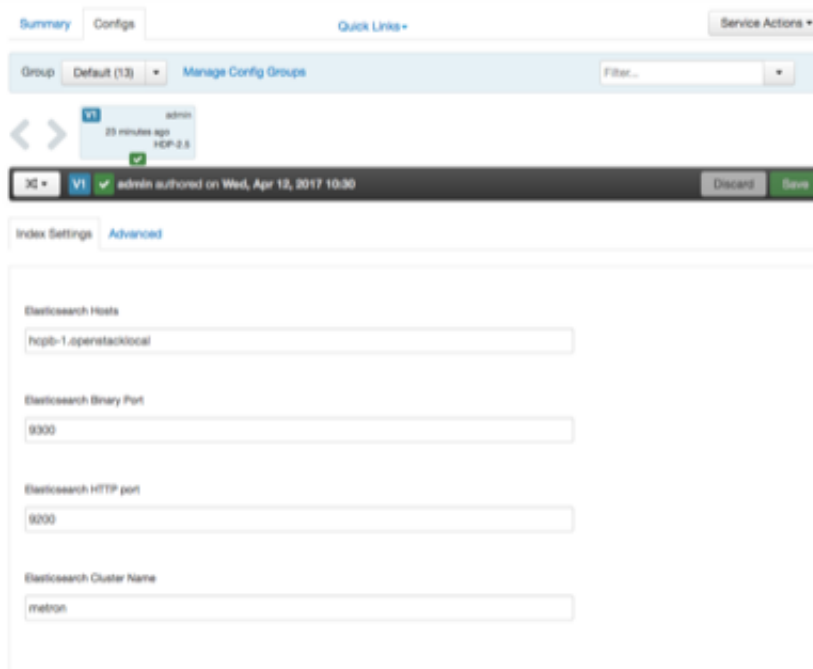 Summary Configs Quick Links Service Actions
Group Default (13) Manage Config Groups Filter...
V1 admin
23 minutes ago
HDP-2.5
V1 admin authored on Wed, Apr 12, 2017 10:30 Discard Save
Index Settings Advanced
Elasticsearch Hosts
hcpb-1.openstacklocal
Elasticsearch Binary Port
9300
Elasticsearch HTTP port
9200
Elasticsearch Cluster Name
metron